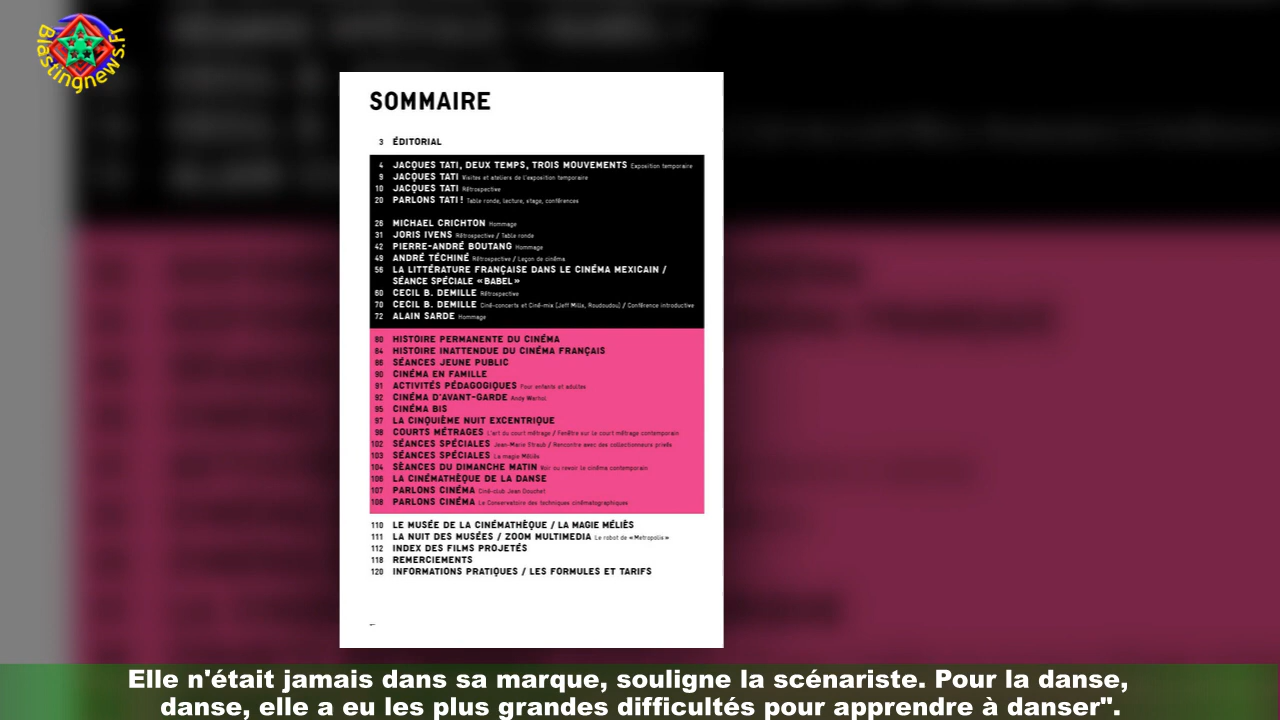 Blastingnews.fr
SOMMAIRE
3 ÉDITORIAL
4 JACQUES TATI, DEUX TEMPS, TROIS MOUVEMENTS Exposition temporaire
9 JACQUES TATI Visites et ateliers de l'exposition temporaire
10 JACQUES TATI Rétrospective
20 PARLONS TATI ! Table ronde, lecture, stage, conférences
26 MICHAEL CRICHTON Hommage
31 JORIS IVENS Rétrospective / Table ronde
42 PIERRE-ANDRÉ BOUTANG Hommage
49 ANDRÉ TÉCHINÉ Rétrospective / Leçon de cinéma
56 LA LITTÉRATURE FRANÇAISE DANS LE CINÉMA MEXICAIN /
SÉANCE SPÉCIALE «BABEL»
60 CECIL B. DEMILLE Rétrospective
70 CECIL B. DEMILLE Ciné-concerts et Ciné-mix (Jeff Mills, Roudoudou) / Conférence introductive
72 ALAIN SARDE Hommage
80 HISTOIRE PERMANENTE DU CINÉMA
84 HISTOIRE INATTENDUE DU CINÉMA FRANÇAIS
86 SÉANCES JEUNE PUBLIC
90 CINÉMA EN FAMILLE
91 ACTIVITÉS PÉDAGOGIQUES Pour enfants et adultes
92 CINÉMA D'AVANT-GARDE Andy Warhol
95 CINÉMA BIS
97 LA CINQUIÈME NUIT EXCENTRIQUE
98 COURTS MÉTRAGES L'art du court métrage / Fenêtre sur le court métrage contemporain
102 SÉANCES SPÉCIALES Jean-Marie Straub / Rencontre avec des collectionneurs privés
103 SÉANCES SPÉCIALES La magie Méliès
104 SÉANCES DU DIMANCHE MATIN Voir ou revoir le cinéma contemporain
106 LA CINÉMATHÈQUE DE LA DANSE
107 PARLONS CINÉMA Ciné-club Jean Douchet
108 PARLONS CINÉMA Le Conservatoire des techniques cinématographiques
110 LE MUSÉE DE LA CINÉMATHÈQUE / LA MAGIE MÉLIÈS
111 LA NUIT DES MUSÉES / ZOOM MULTIMEDIA Le robot de «Metropolis»
112 INDEX DES FILMS PROJETÉS
118 REMERCIEMENTS
120 INFORMATIONS PRATIQUES / LES FORMULES ET TARIFS
Elle n'était jamais dans sa marque, souligne la scénariste. Pour la danse,
danse, elle a eu les plus grandes difficultés pour apprendre à danser".